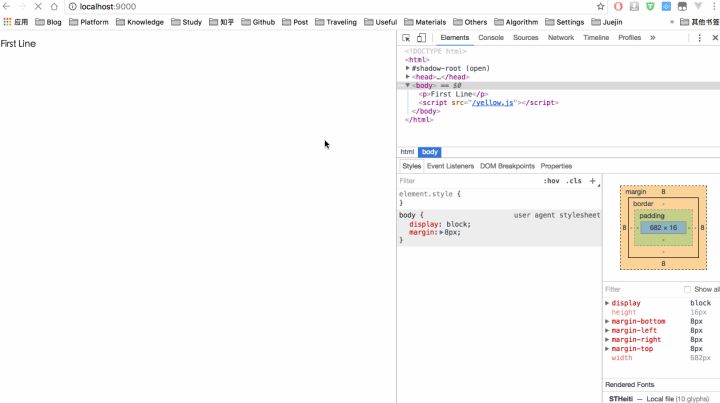 localhost:9000
应用 Blog Platform Knowledge Study 知乎 Github Post Traveling Useful Materials Others Algorithm Settings Juejin » 其他书签
First Line
Elements Console Sources Network Timeline Profiles »
<!DOCTYPE html>
<html>
#shadow-root (open)
<head>…</head>
<body> == $0
<p>First Line</p>
<script src="/yellow.js"></script>
</body>
</html>
html body
Styles Event Listeners DOM Breakpoints Properties
Filter :hov .cls +
element.style {
}
body { user agent stylesheet
display: block;
margin: 8px;
}
margin 8
border -
padding -
8 - - 682 × 16 - - 8
-
-
8
Filter Show all
display block
height 16px
margin-bottom 8px
margin-left 8px
margin-right 8px
margin-top 8px
width 682px
Rendered Fonts
STHeiti — Local file (10 glyphs)